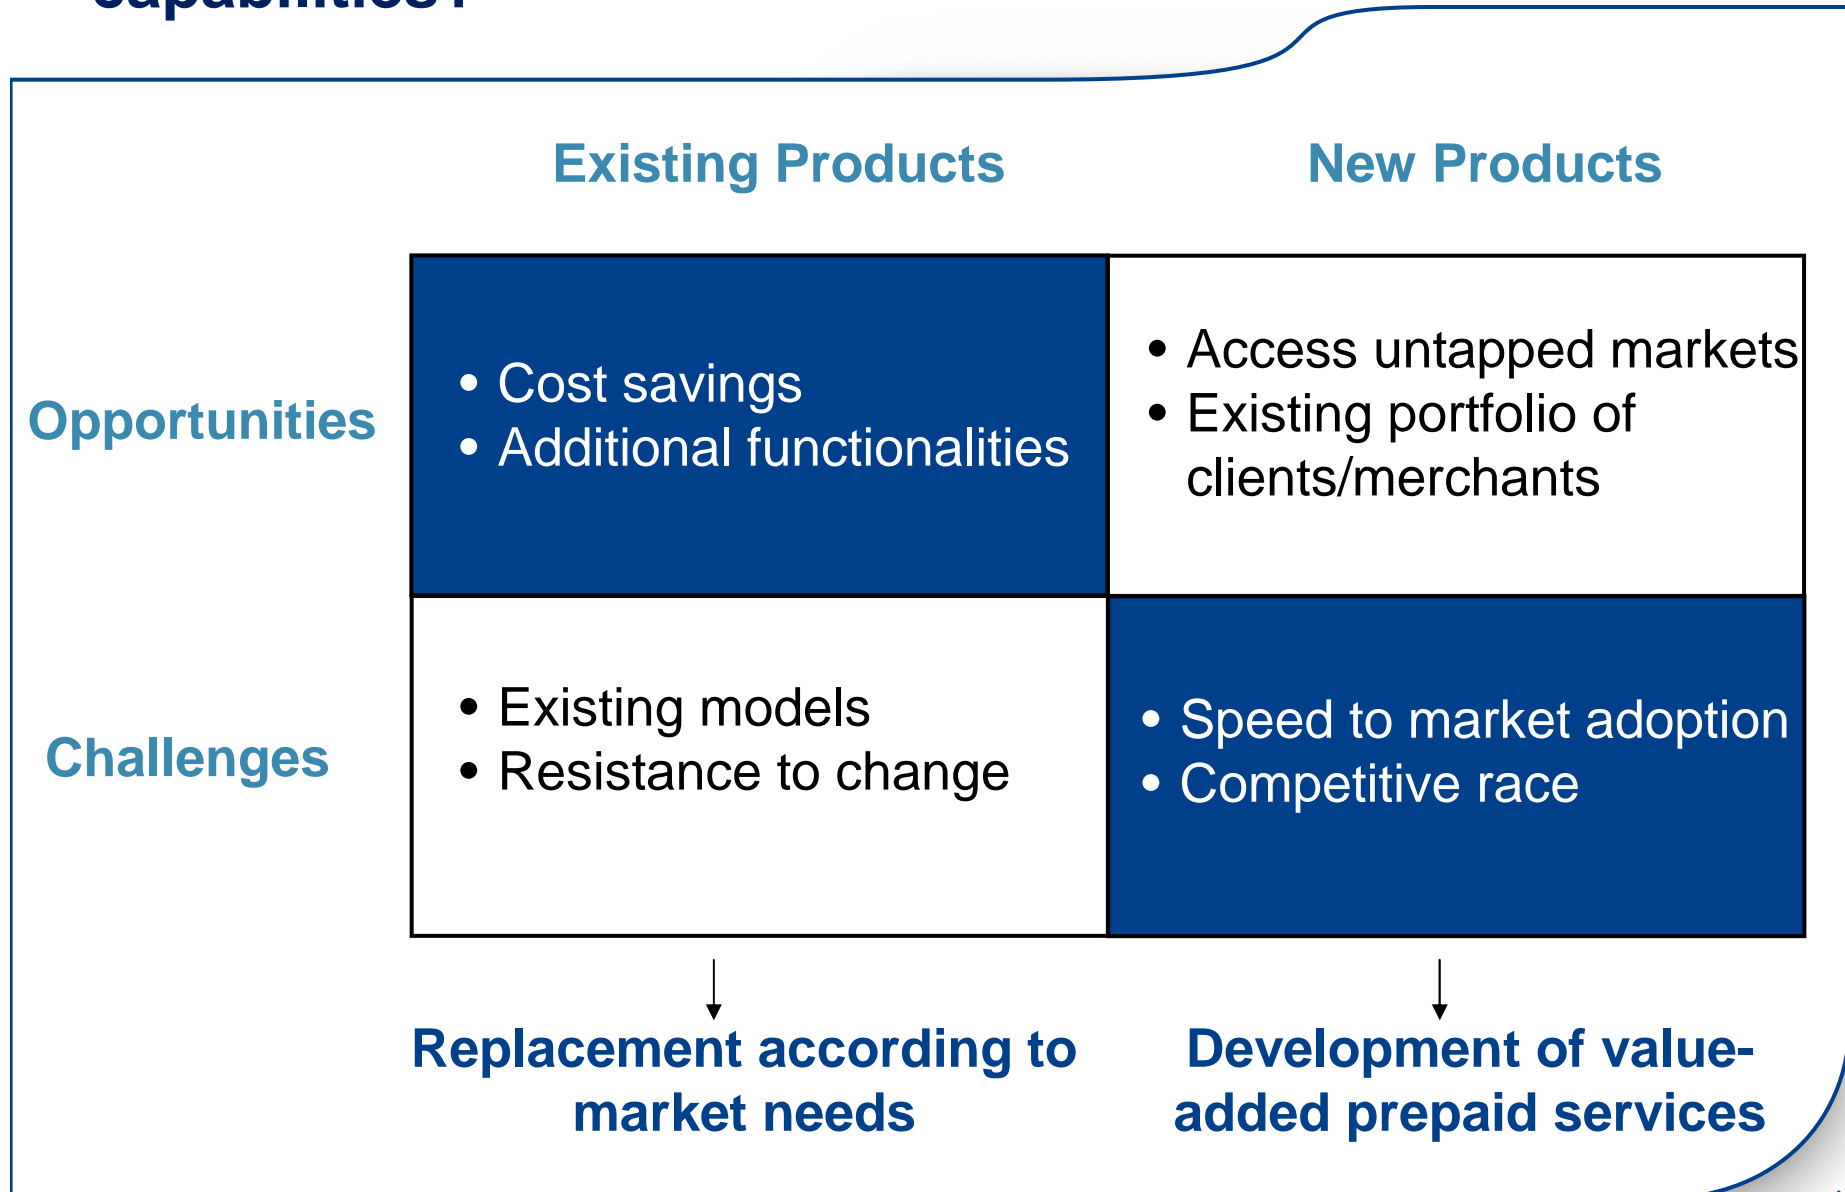 capabilities?
Existing Products
New Products
Opportunities
• Cost savings
• Additional functionalities
• Access untapped markets
• Existing portfolio of
clients/merchants
Challenges
• Existing models
• Resistance to change
• Speed to market adoption
• Competitive race
Replacement according to
market needs
Development of value-
added prepaid services